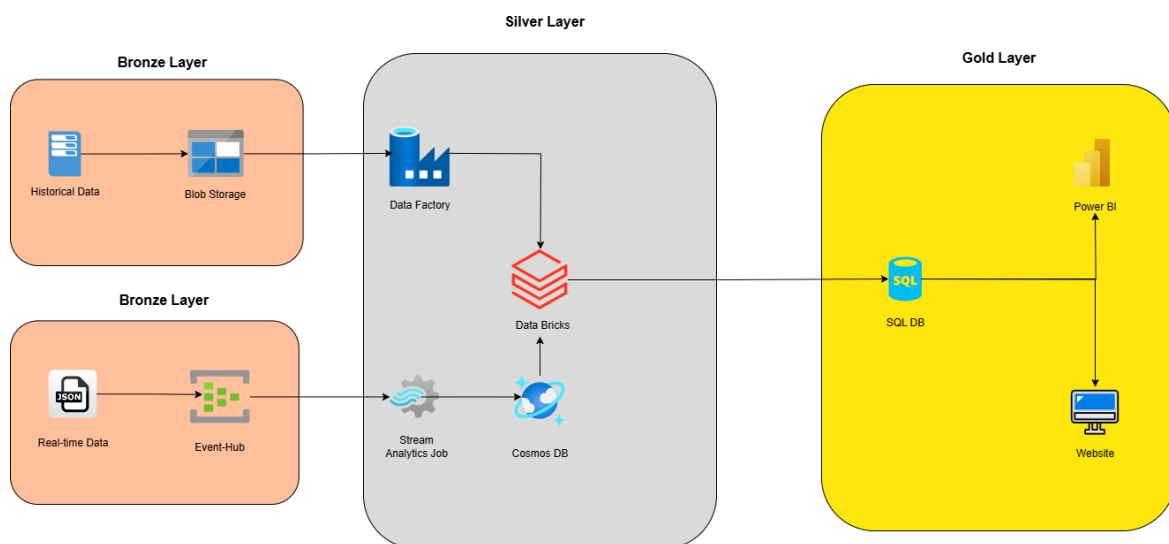 Silver Layer
Bronze Layer
Gold Layer
Historical Data
Blob Storage
Data Factory
Power BI
SQL
SQL DB
Data Bricks
Bronze Layer
JSON
Real-time Data
Event-Hub
Stream
Analytics Job
Cosmos DB
Website